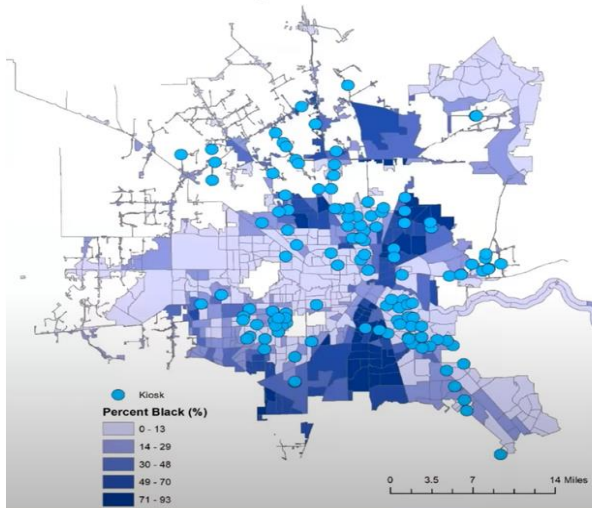 Kiosk
Percent Black (%)
0 - 13
14 - 29
30 - 48
49 - 70
71 - 93
0 3.5 7 14 Miles